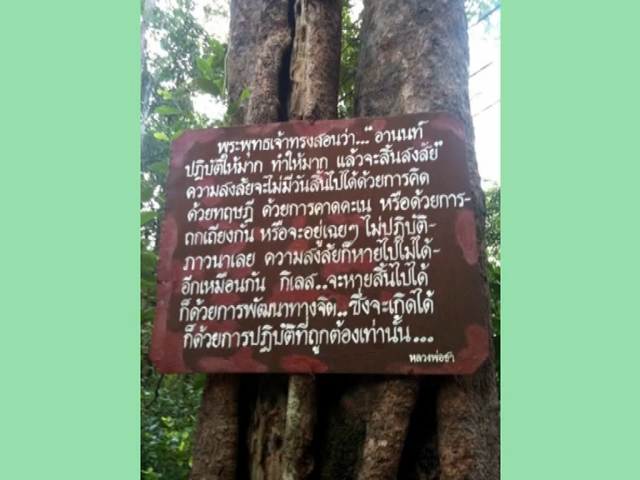 พระพุทธเจ้าทรงสอนว่า..."อานนท์
ปฏิบัติให้มาก ทำให้มาก แล้วจะสิ้นสงสัย"
ความสงสัยจะไม่มีวันสิ้นไปได้ด้วยการคิด
ด้วยทฤษฎี ด้วยการคาดคะเน หรือด้วยการ-
ถกเถียงกัน หรือจะอยู่เฉยๆ ไม่ปฏิบัติ-
ภาวนาเลย ความสงสัยก็หายไปไม่ได้-
อีกเหมือนกัน กิเลส..จะหายสิ้นไปได้
ก็ด้วยการพัฒนาทางจิต..ซึ่งจะเกิดได้
ก็ด้วยการปฏิบัติที่ถูกต้องเท่านั้น...
หลวงพ่อชา